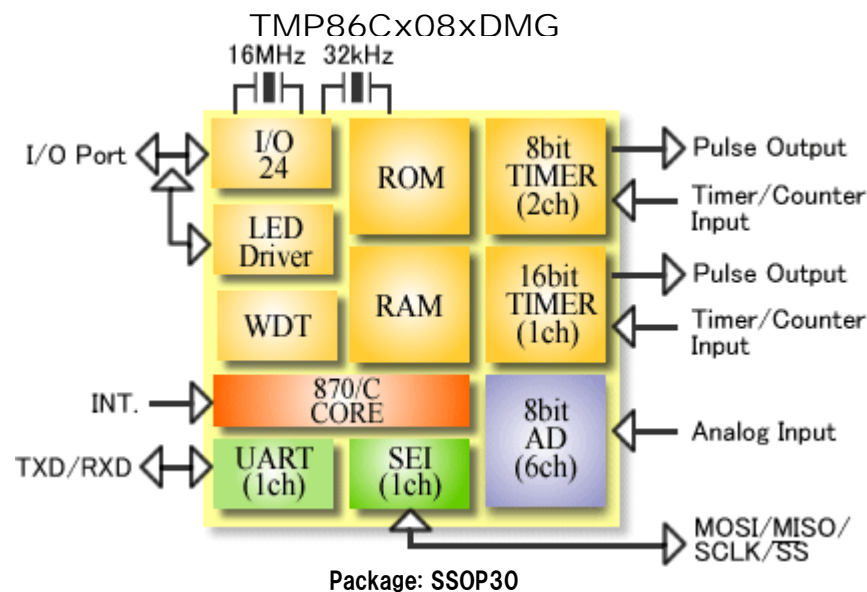 TMP86Cx08xDMG
16MHz 32kHz
I/O Port
I/O
24
ROM
8bit
TIMER
(2ch)
Pulse Output
Timer/Counter
Input
LED
Driver
RAM
16bit
TIMER
(1ch)
Pulse Output
Timer/Counter
Input
WDT
INT.
870/C
CORE
8bit
AD
(6ch)
Analog Input
TXD/RXD
UART
(1ch)
SEI
(1ch)
MOSI/MISO/
SCLK/S̅S̅
Package: SSOP30